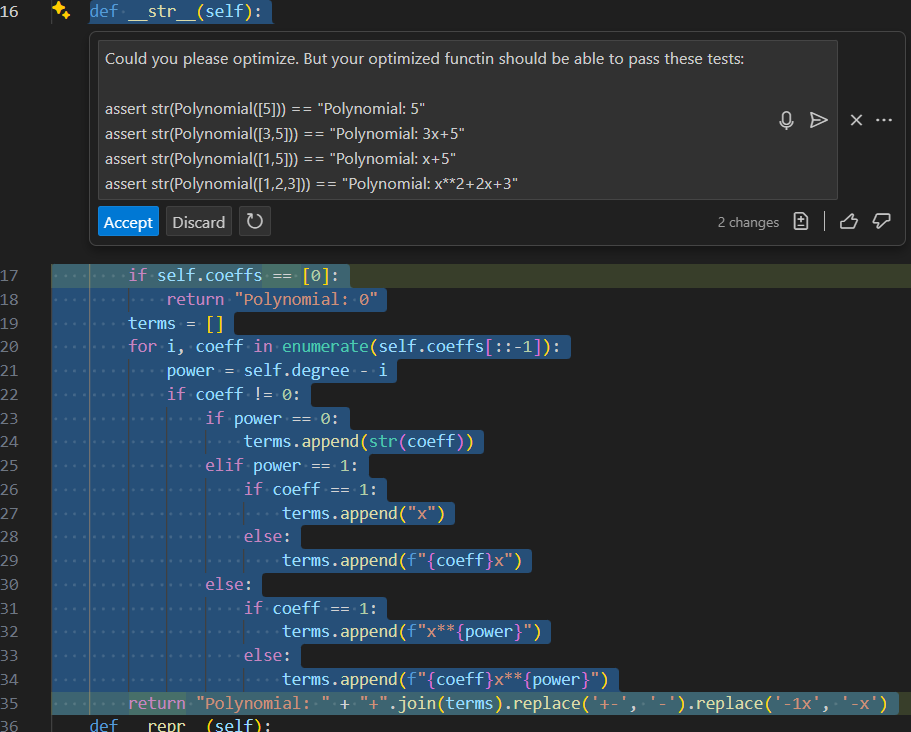 16 def __str__(self):
Could you please optimize. But your optimized functin should be able to pass these tests:
assert str(Polynomial([5])) == "Polynomial: 5"
assert str(Polynomial([3,5])) == "Polynomial: 3x+5"
assert str(Polynomial([1,5])) == "Polynomial: x+5"
assert str(Polynomial([1,2,3])) == "Polynomial: x**2+2x+3"
Accept Discard 2 changes
17 if self.coeffs == [0]:
18 return "Polynomial: 0"
19 terms = []
20 for i, coeff in enumerate(self.coeffs[::-1]):
21 power = self.degree - i
22 if coeff != 0:
23 if power == 0:
24 terms.append(str(coeff))
25 elif power == 1:
26 if coeff == 1:
27 terms.append("x")
28 else:
29 terms.append(f"{coeff}x")
30 else:
31 if coeff == 1:
32 terms.append(f"x**{power}")
33 else:
34 terms.append(f"{coeff}x**{power}")
35 return "Polynomial: " + "+".join(terms).replace('+-', '-').replace('-1x', '-x')
36 def __repr__(self):